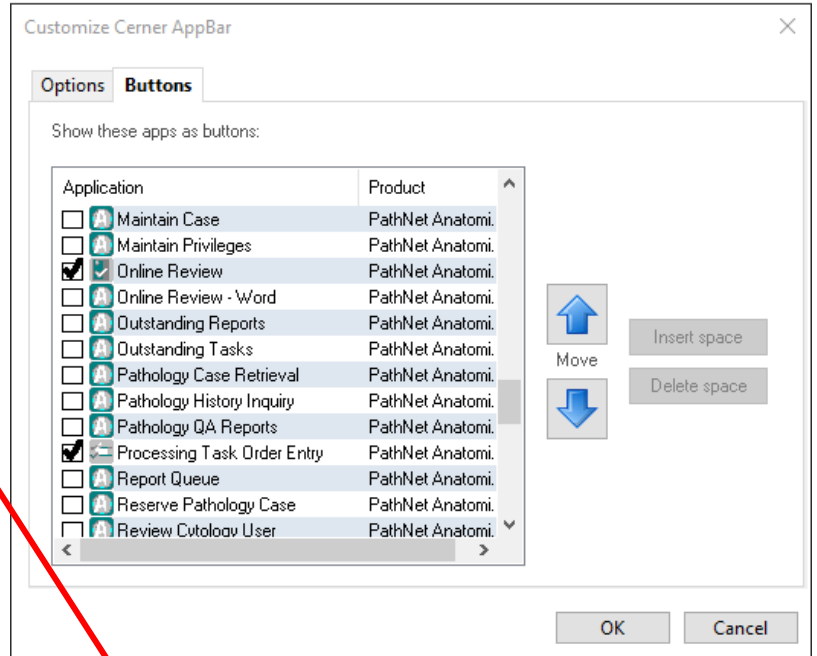 Customize Cerner AppBar
Options Buttons
Show these apps as buttons:
Application Product
Maintain Case PathNet Anatomi.
Maintain Privileges PathNet Anatomi.
Online Review PathNet Anatomi.
Online Review - Word PathNet Anatomi.
Outstanding Reports PathNet Anatomi.
Outstanding Tasks PathNet Anatomi.
Pathology Case Retrieval PathNet Anatomi.
Pathology History Inquiry PathNet Anatomi.
Pathology QA Reports PathNet Anatomi.
Processing Task Order Entry PathNet Anatomi.
Report Queue PathNet Anatomi.
Reserve Pathology Case PathNet Anatomi.
Review Cytology User PathNet Anatomi.
Move
Insert space
Delete space
OK Cancel